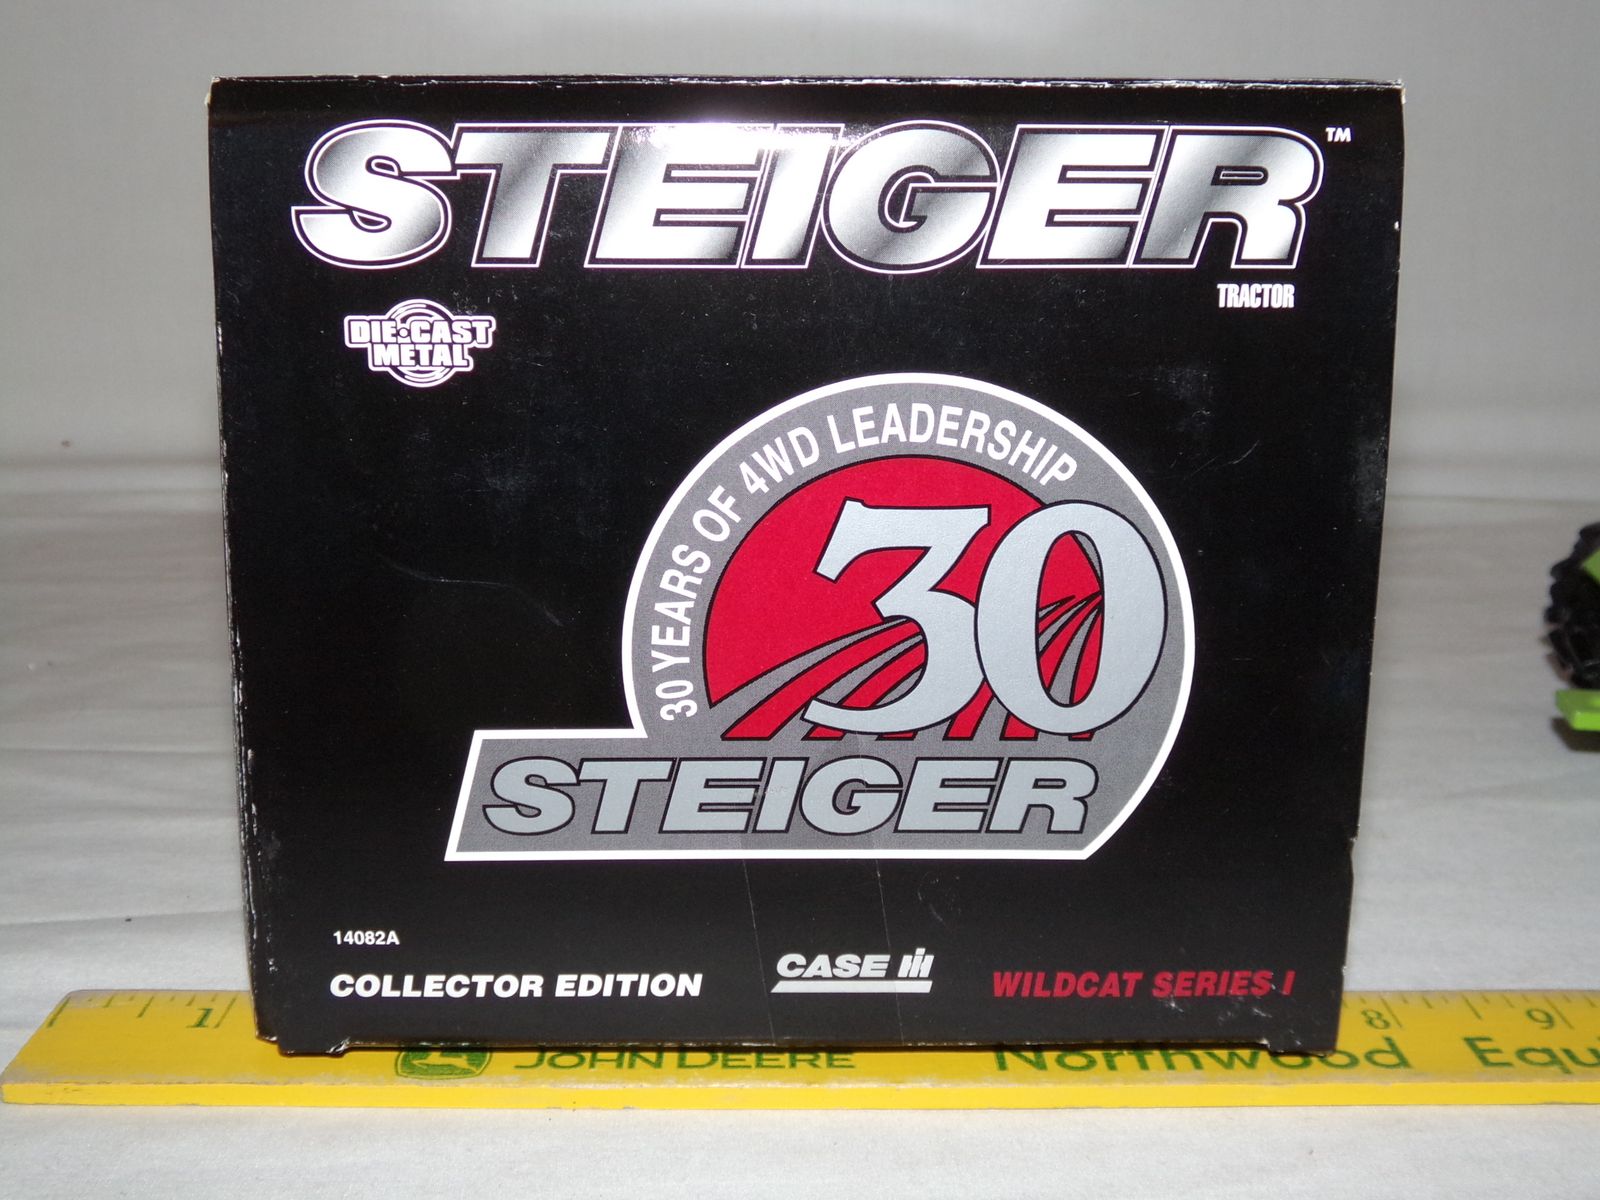 STEIGER™
TRACTOR
DIE-CAST
METAL
30 YEARS OF 4WD LEADERSHIP
30
STEIGER
14082A
COLLECTOR EDITION
CASE IH
WILDCAT SERIES I
1 8 9
JOHN DEERE Northwood Equ